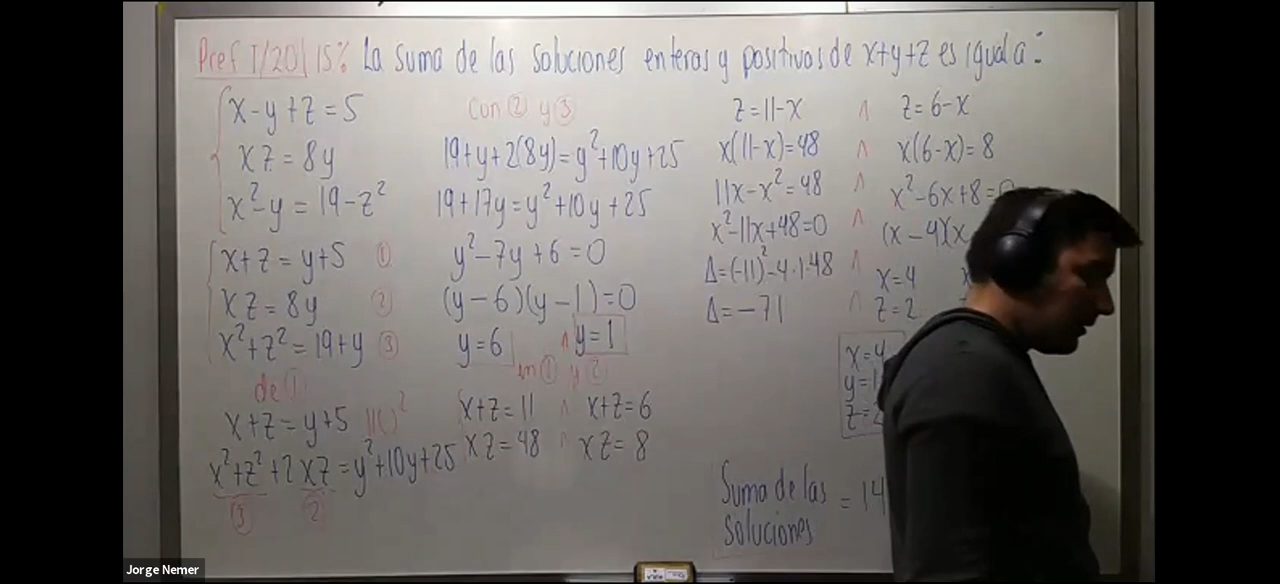 Pref I/20 | 15% La suma de las soluciones enteras y positivas de x+y+z es igual a:
x-y+z=5
xz=8y
x²-y=19-z²
x+z=y+5 ①
xz=8y ②
x²+z²=19+y ③
de ①
x+z=y+5 ||( )²
x²+z²+2xz=y²+10y+25
③ ②
con ② y ③
19+y+2(8y)=y²+10y+25
19+17y=y²+10y+25
y²-7y+6=0
(y-6)(y-1)=0
y=6 ∧ y=1
en ① y ②
x+z=11 ∧ x+z=6
xz=48 ∧ xz=8
z=11-x ∧ z=6-x
x(11-x)=48 ∧ x(6-x)=8
11x-x²=48 ∧ x²-6x+8=0
x²-11x+48=0 ∧ (x-4)(x
Δ=(-11)²-4·1·48 ∧ x=4
Δ=-71 ∧ z=2
x=4
y=1
z=2
Suma de las
soluciones = 14
Jorge Nemer